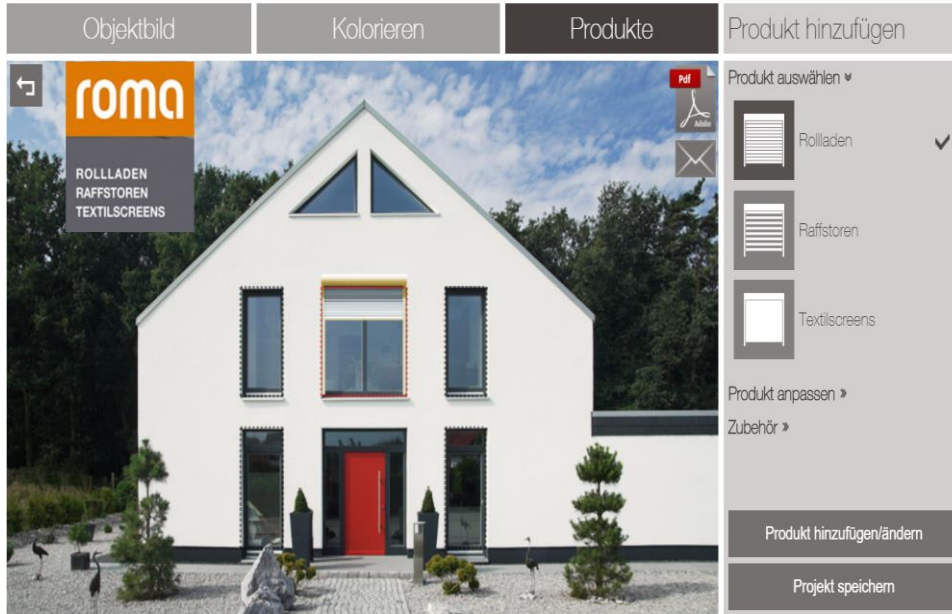 Objektbild
Kolorieren
Produkte
Produkt hinzufügen
roma
ROLLLADEN
RAFFSTOREN
TEXTILSCREENS
Pdf
Adobe
Produkt auswählen
Rollladen
Raffstoren
Textilscreens
Produkt anpassen »
Zubehör »
Produkt hinzufügen/ändern
Projekt speichern